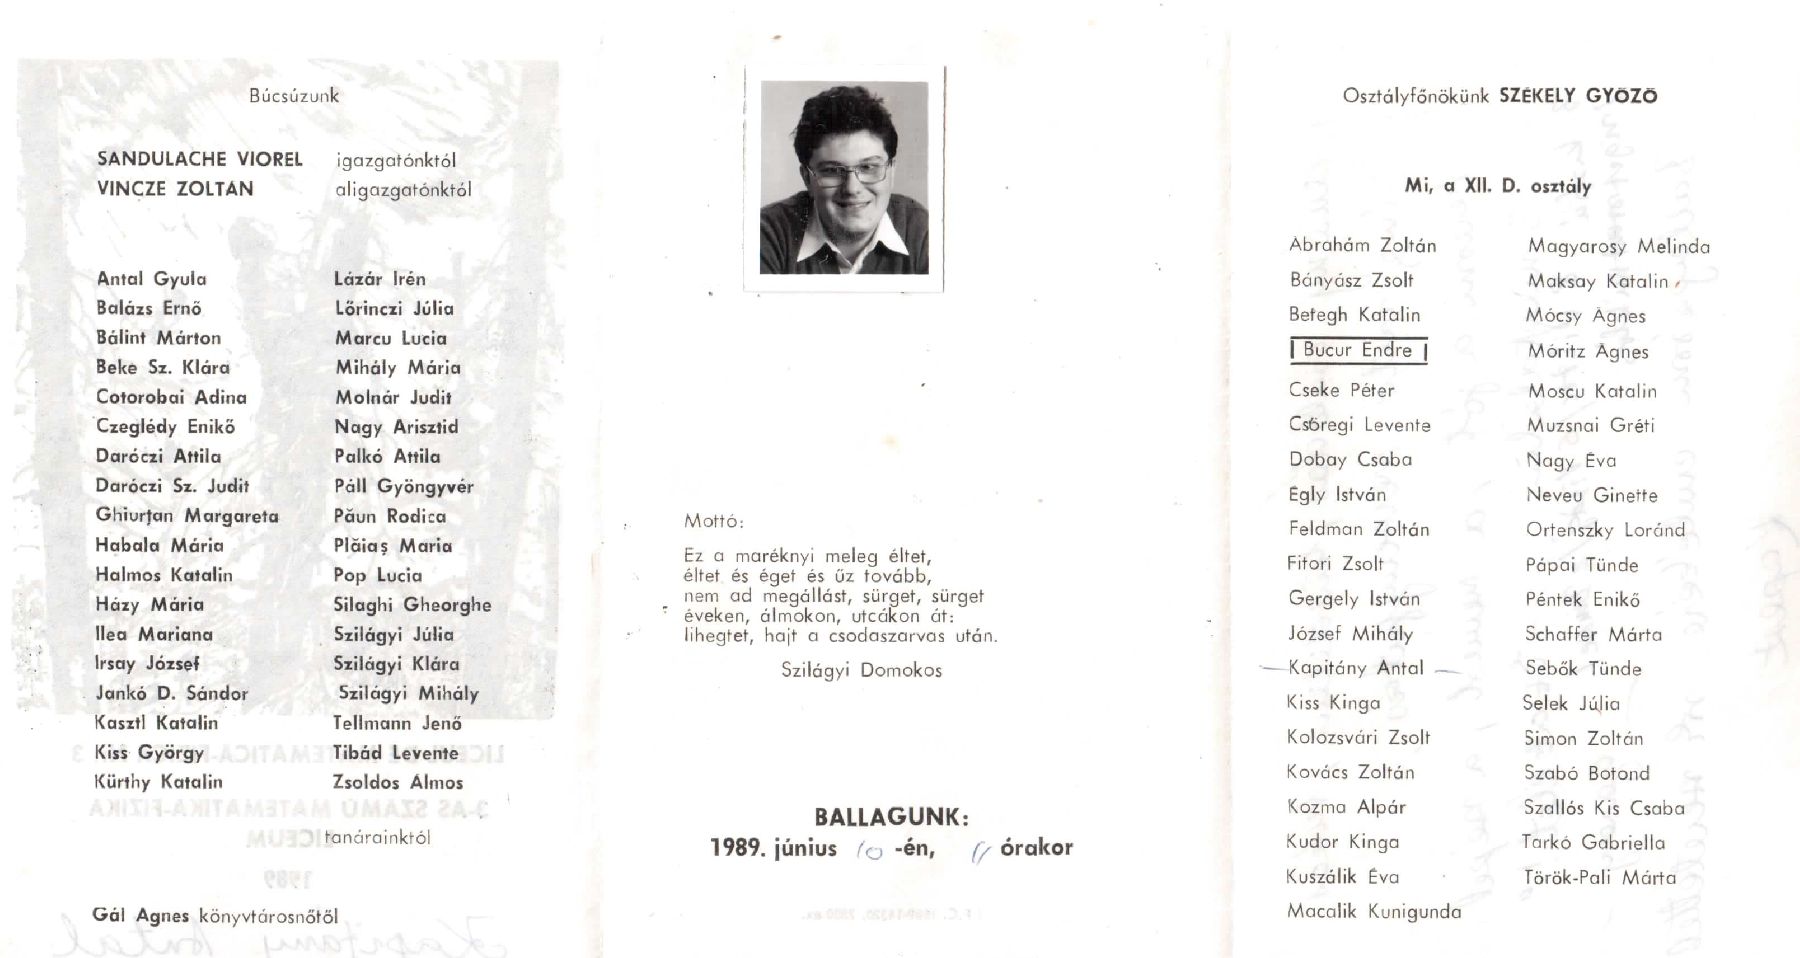 Búcsúzunk
SANDULACHE VIOREL igazgatónktól
VINCZE ZOLTÁN aligazgatónktól
Antal Gyula
Balázs Ernő
Bálint Márton
Beke Sz. Klára
Cotorobai Adina
Czeglédy Enikő
Daróczi Attila
Daróczi Sz. Judit
Ghiurțan Margareta
Habala Mária
Halmos Katalin
Házy Mária
Ilea Mariana
Irsay József
Jankó D. Sándor
Kasztl Katalin
Kiss György
Kürthy Katalin
Lázár Irén
Lőrinczi Júlia
Marcu Lucia
Mihály Mária
Molnár Judit
Nagy Arisztid
Palkó Attila
Páll Gyöngyvér
Păun Rodica
Plăiaș Maria
Pop Lucia
Silaghi Gheorghe
Szilágyi Júlia
Szilágyi Klára
Szilágyi Mihály
Tellmann Jenő
Tibád Levente
Zsoldos Álmos
tanárainktól
Gál Ágnes könyvtárosnőtől
Mottó:
Ez a maréknyi meleg éltet,
éltet és éget és űz tovább,
nem ad megállást, sürget, sürget
éveken, álmokon, utcákon át:
lihegtet, hajt a csodaszarvas után.
Szilágyi Domokos
BALLAGUNK:
1989. június 10 -én, 11 órakor
Osztályfőnökünk SZÉKELY GYŐZŐ
Mi, a XII. D. osztály
Ábrahám Zoltán
Bányász Zsolt
Betegh Katalin
Bucur Endre
Cseke Péter
Csőregi Levente
Dobay Csaba
Égly István
Feldman Zoltán
Fitori Zsolt
Gergely István
József Mihály
Kapitány Antal
Kiss Kinga
Kolozsvári Zsolt
Kovács Zoltán
Kozma Alpár
Kudor Kinga
Kuszálik Éva
Macalik Kunigunda
Magyarosy Melinda
Maksay Katalin
Mócsy Ágnes
Móritz Ágnes
Moscu Katalin
Muzsnai Gréti
Nagy Éva
Neveu Ginette
Ortenszky Loránd
Pápai Tünde
Péntek Enikő
Schaffer Márta
Sebők Tünde
Selek Júlia
Simon Zoltán
Szabó Botond
Szallós Kis Csaba
Tarkó Gabriella
Török-Pali Márta